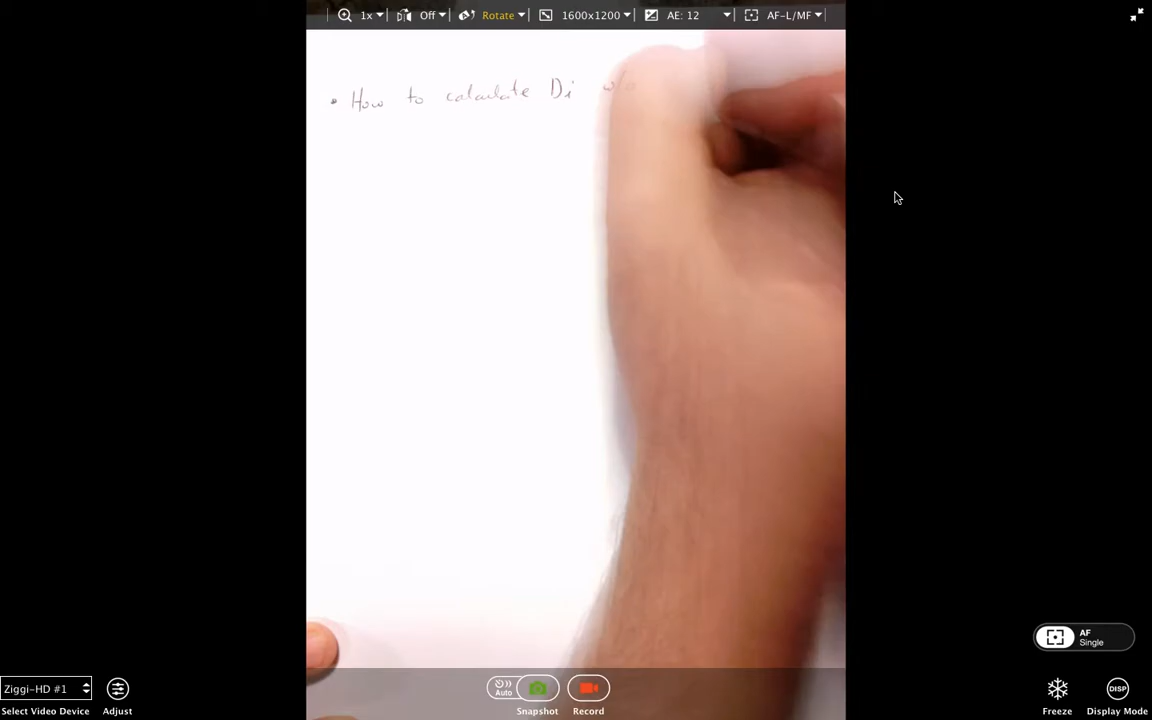 1x Off Rotate 1600x1200 AE: 12 AF-L/MF
• How to calculate Di w/o
AF
Single
Ziggi-HD #1
Auto
Select Video Device Adjust Snapshot Record Freeze Display Mode
DISP